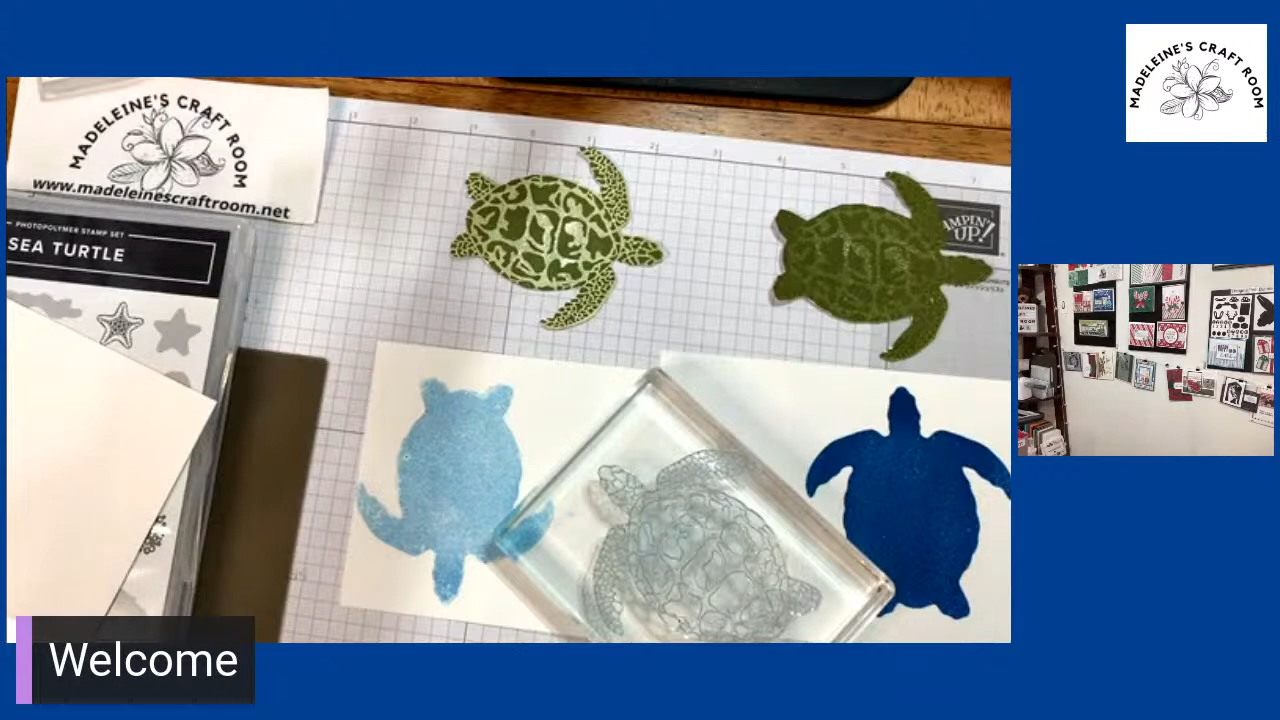 MADELEINE'S CRAFT ROOM
www.madeleinescraftroom.net
PHOTOPOLYMER STAMP SET
SEA TURTLE
STAMPIN' UP!
MADELEINE'S CRAFT ROOM
Welcome